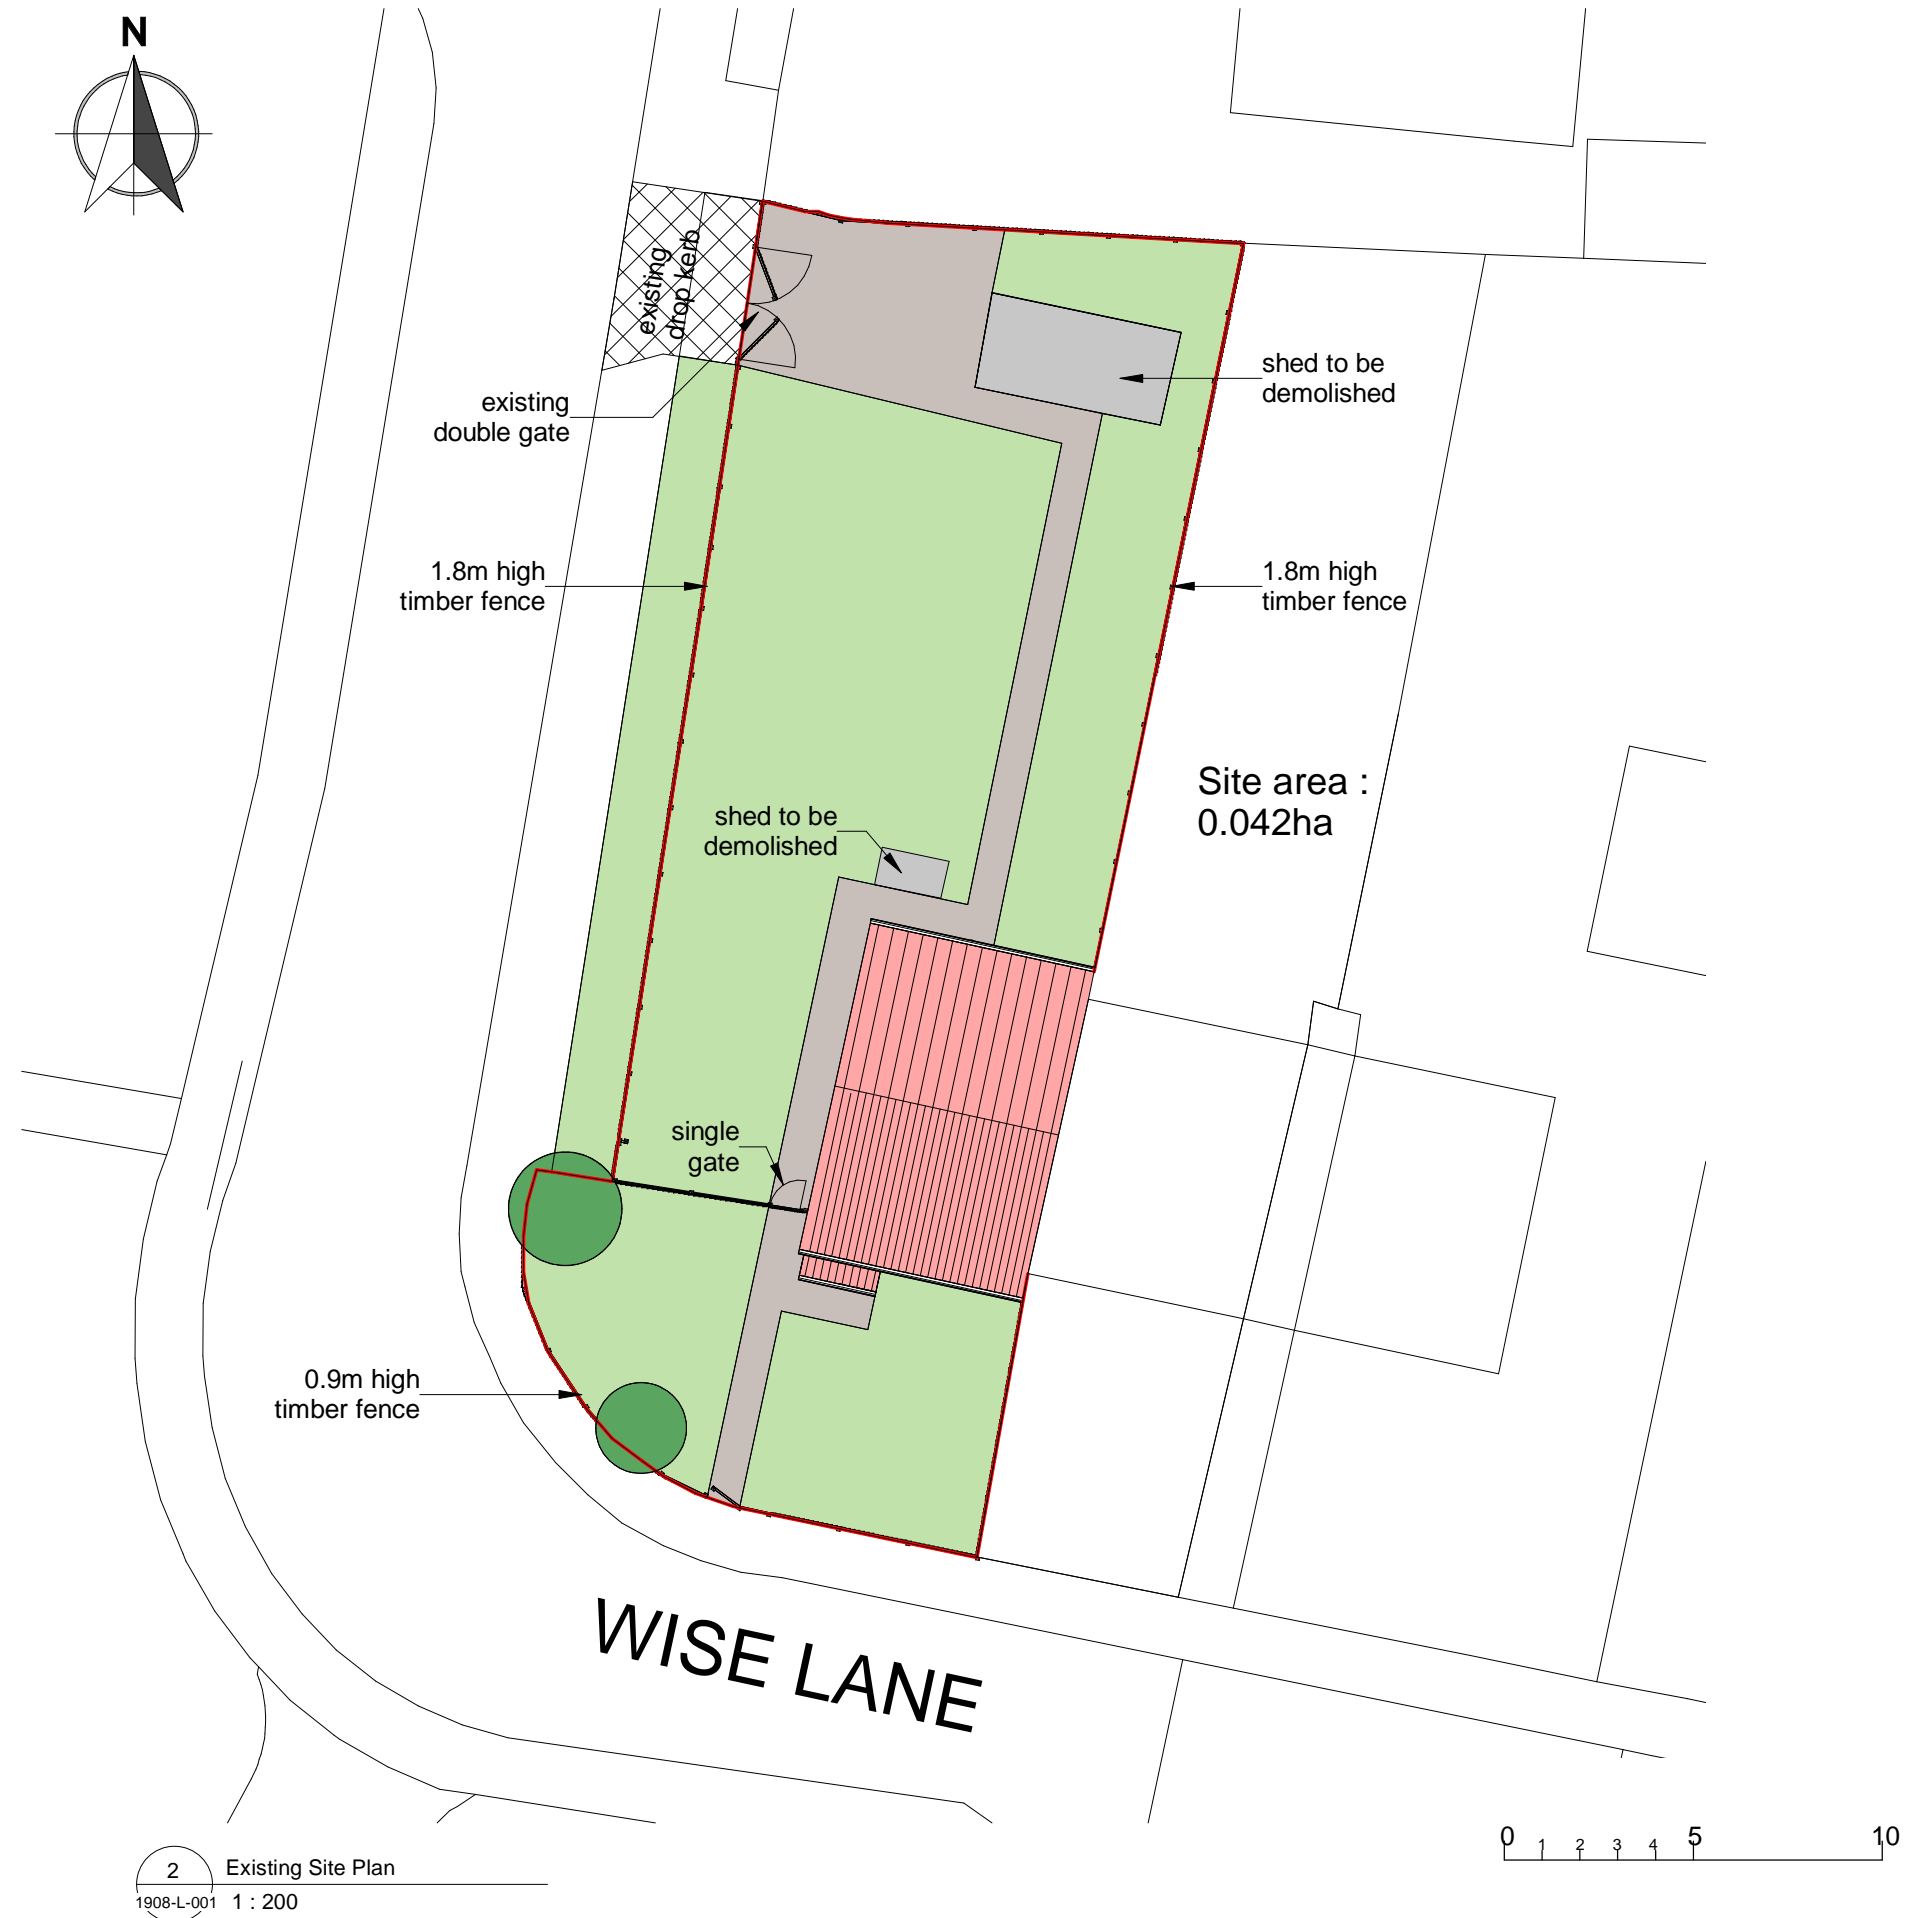 N
existing
drop kerb
existing
double gate
shed to be
demolished
1.8m high
timber fence
1.8m high
timber fence
Site area :
0.042ha
shed to be
demolished
single
gate
0.9m high
timber fence
WISE LANE
0 1 2 3 4 5 10
2
Existing Site Plan
1908-L-001
1 : 200